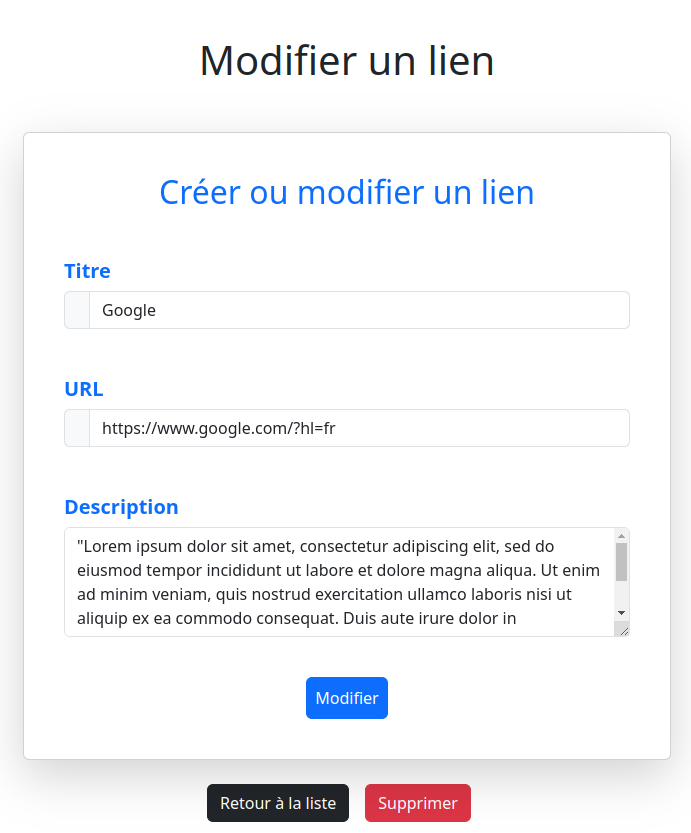 Modifier un lien
Créer ou modifier un lien
Titre
Google
URL
https://www.google.com/?hl=fr
Description
"Lorem ipsum dolor sit amet, consectetur adipiscing elit, sed do
eiusmod tempor incididunt ut labore et dolore magna aliqua. Ut enim
ad minim veniam, quis nostrud exercitation ullamco laboris nisi ut
aliquip ex ea commodo consequat. Duis aute irure dolor in
Modifier
Retour à la liste Supprimer